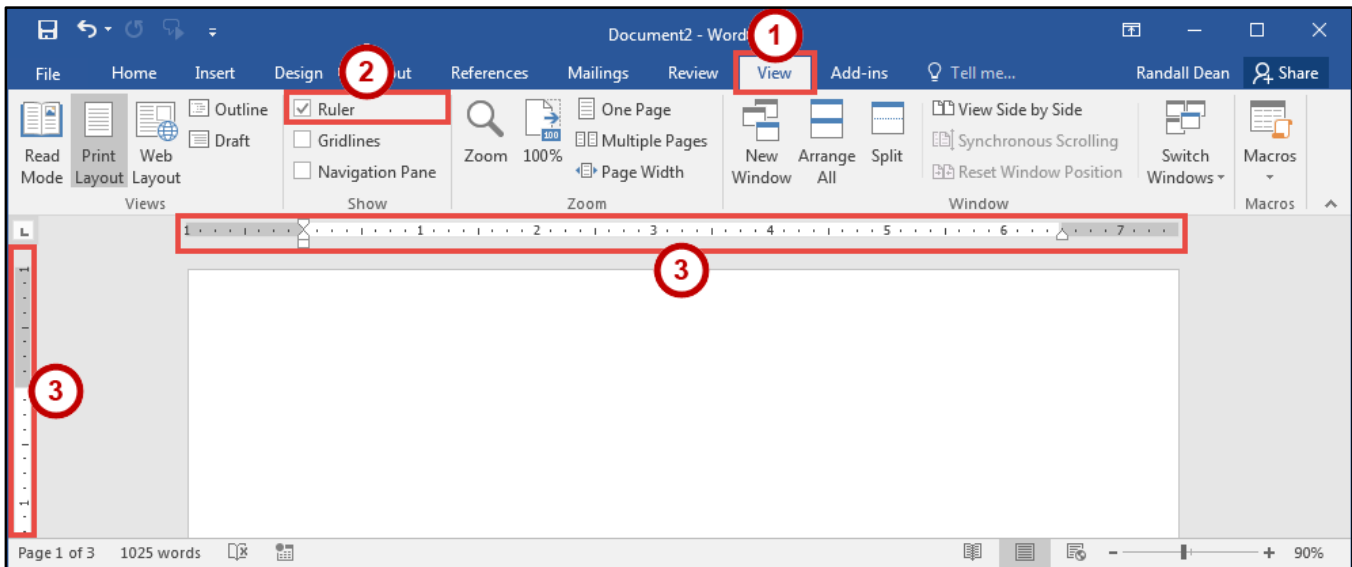 Document2 - Word
1
File Home Insert Design 2 out References Mailings Review View Add-ins Tell me... Randall Dean Share
Outline Ruler One Page View Side by Side
Draft Gridlines 100 Multiple Pages Synchronous Scrolling
Read Print Web Navigation Pane Zoom 100% Page Width New Arrange Split Reset Window Position Switch Macros
Mode Layout Layout Window All Windows
Views Show Zoom Window Macros
L 1 1 2 3 4 5 6 7
3
1
3
1
Page 1 of 3 1025 words 90%